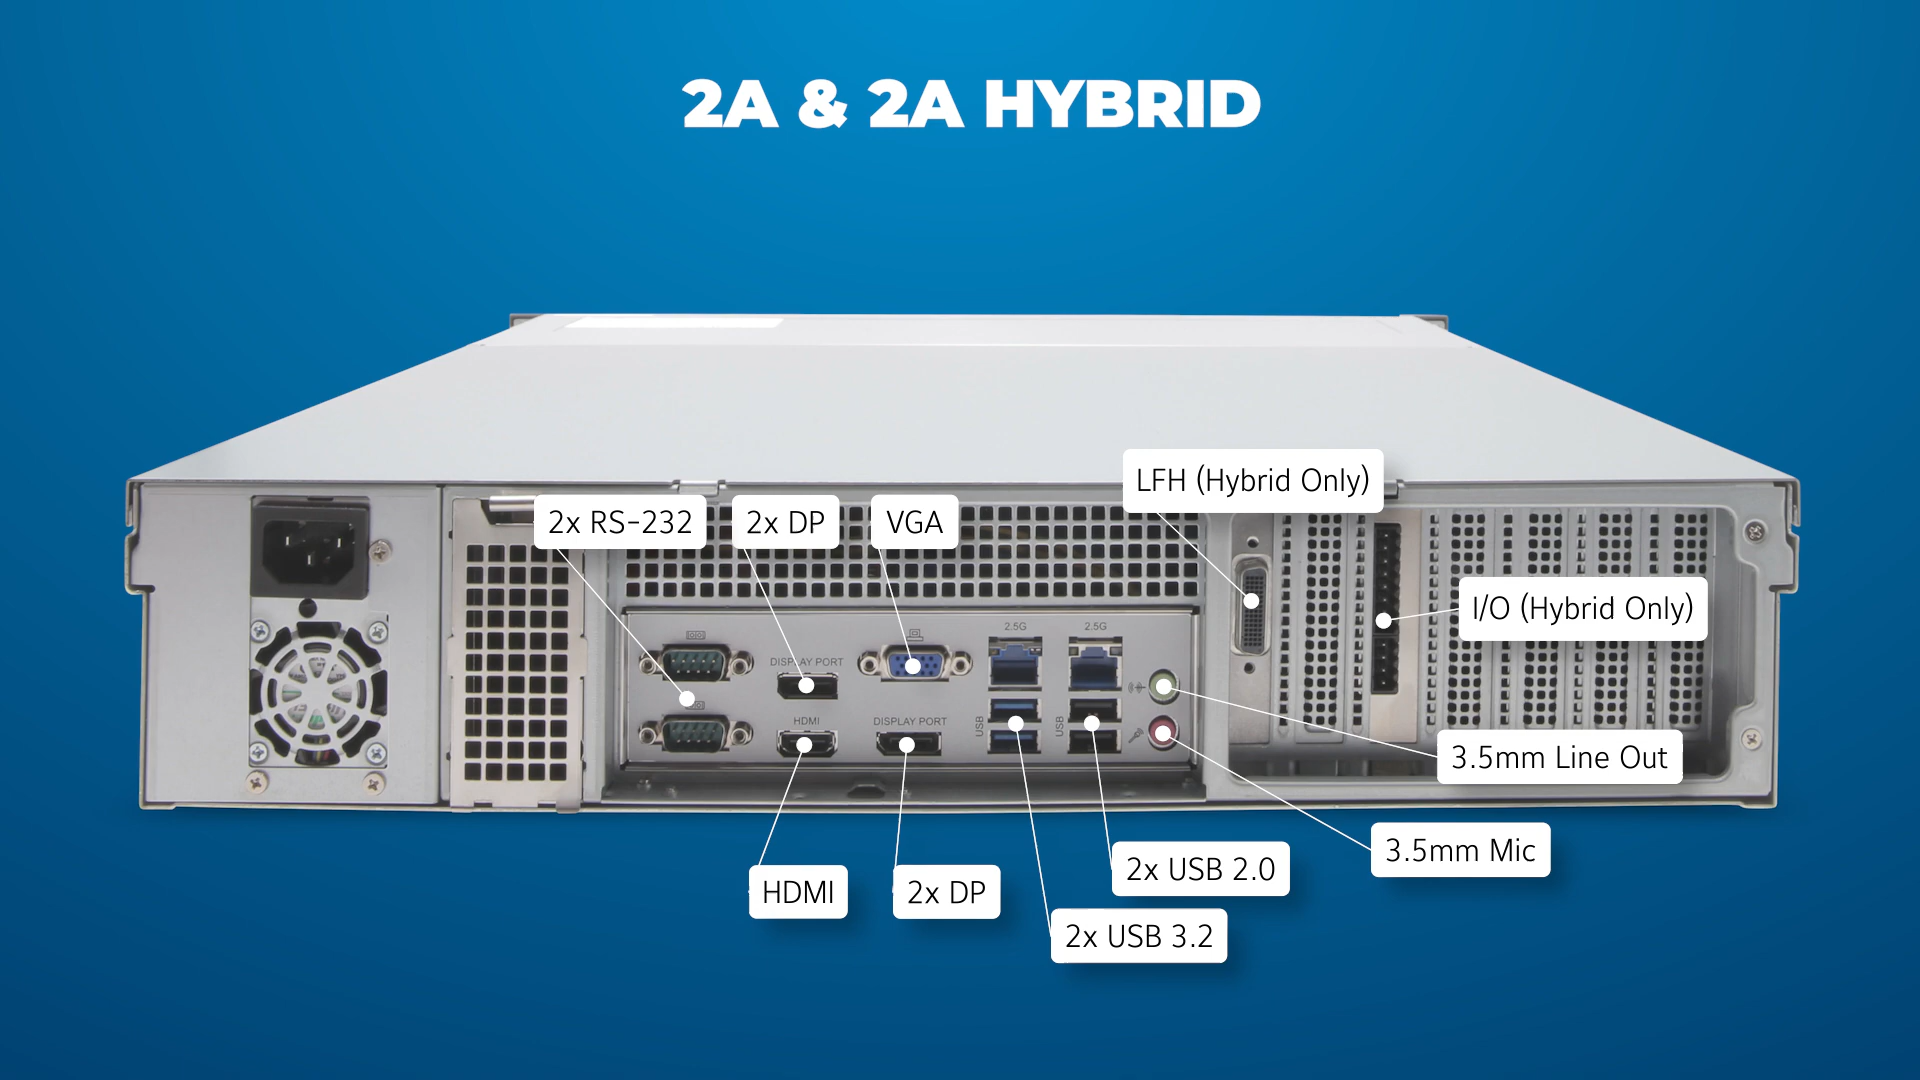 2A & 2A HYBRID
LFH (Hybrid Only)
2x RS-232
2x DP
VGA
I/O (Hybrid Only)
2.5G
2.5G
DISPLAY PORT
HDMI
DISPLAY PORT
USB
USB
3.5mm Line Out
3.5mm Mic
2x USB 2.0
HDMI
2x DP
2x USB 3.2